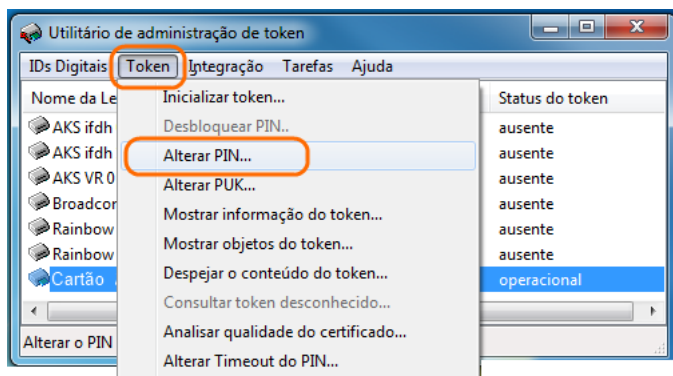 Utilitário de administração de token
IDs Digitais Token Integração Tarefas Ajuda
Nome da Le Status do token
AKS ifdh ausente
AKS ifdh ausente
AKS VR 0 ausente
Broadcor ausente
Rainbow ausente
Rainbow ausente
Cartão operacional
Inicializar token...
Desbloquear PIN..
Alterar PIN...
Alterar PUK...
Mostrar informação do token...
Mostrar objetos do token...
Despejar o conteúdo do token...
Consultar token desconhecido...
Analisar qualidade do certificado...
Alterar Timeout do PIN...
Alterar o PIN